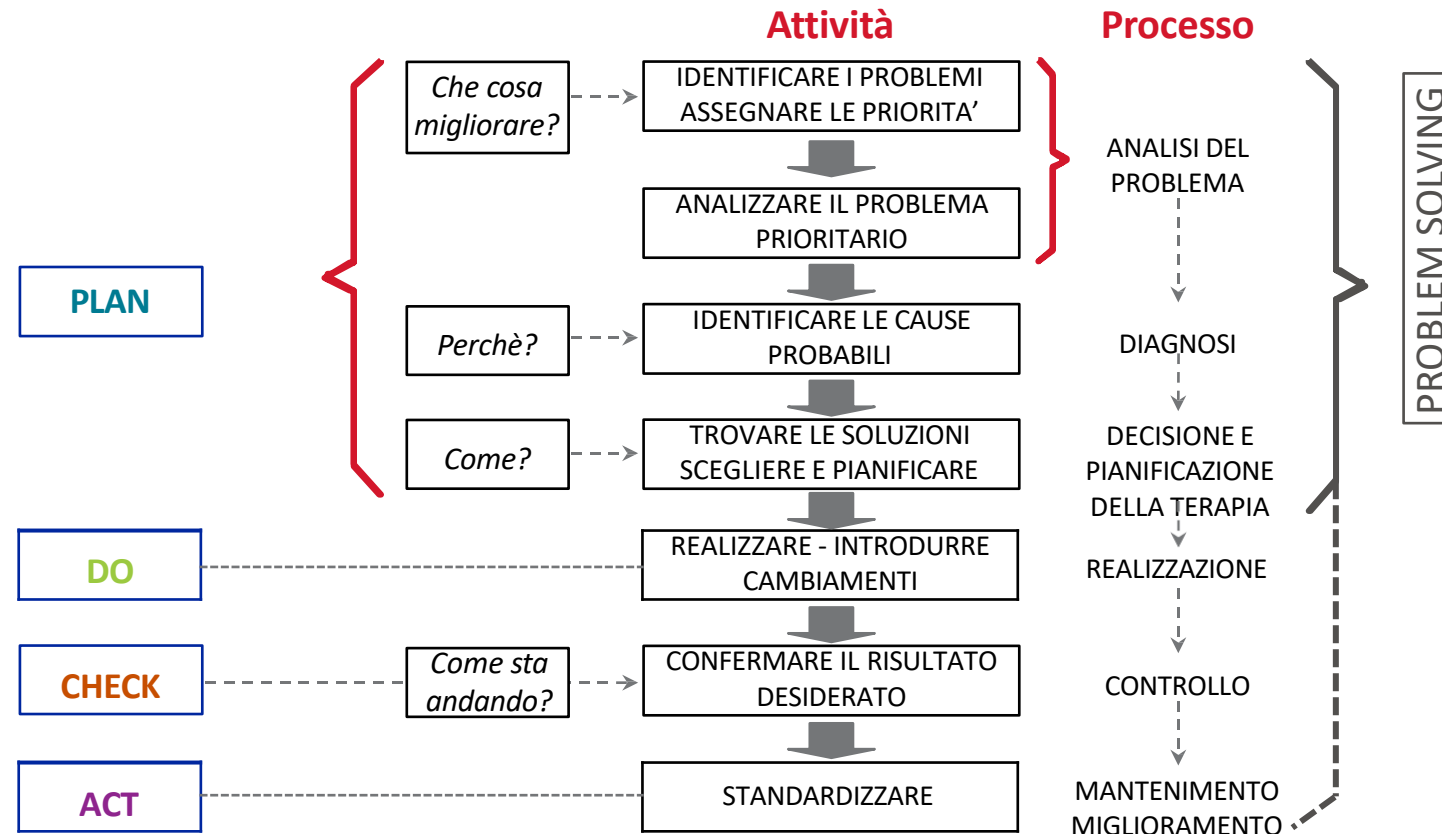 Attività
Processo
Che cosa
migliorare?
IDENTIFICARE I PROBLEMI
ASSEGNARE LE PRIORITA’
ANALIZZARE IL PROBLEMA
PRIORITARIO
ANALISI DEL
PROBLEMA
PROBLEM SOLVING
PLAN
Perchè?
IDENTIFICARE LE CAUSE
PROBABILI
DIAGNOSI
Come?
TROVARE LE SOLUZIONI
SCEGLIERE E PIANIFICARE
DECISIONE E
PIANIFICAZIONE
DELLA TERAPIA
DO
REALIZZARE - INTRODURRE
CAMBIAMENTI
REALIZZAZIONE
CHECK
Come sta
andando?
CONFERMARE IL RISULTATO
DESIDERATO
CONTROLLO
ACT
STANDARDIZZARE
MANTENIMENTO
MIGLIORAMENTO